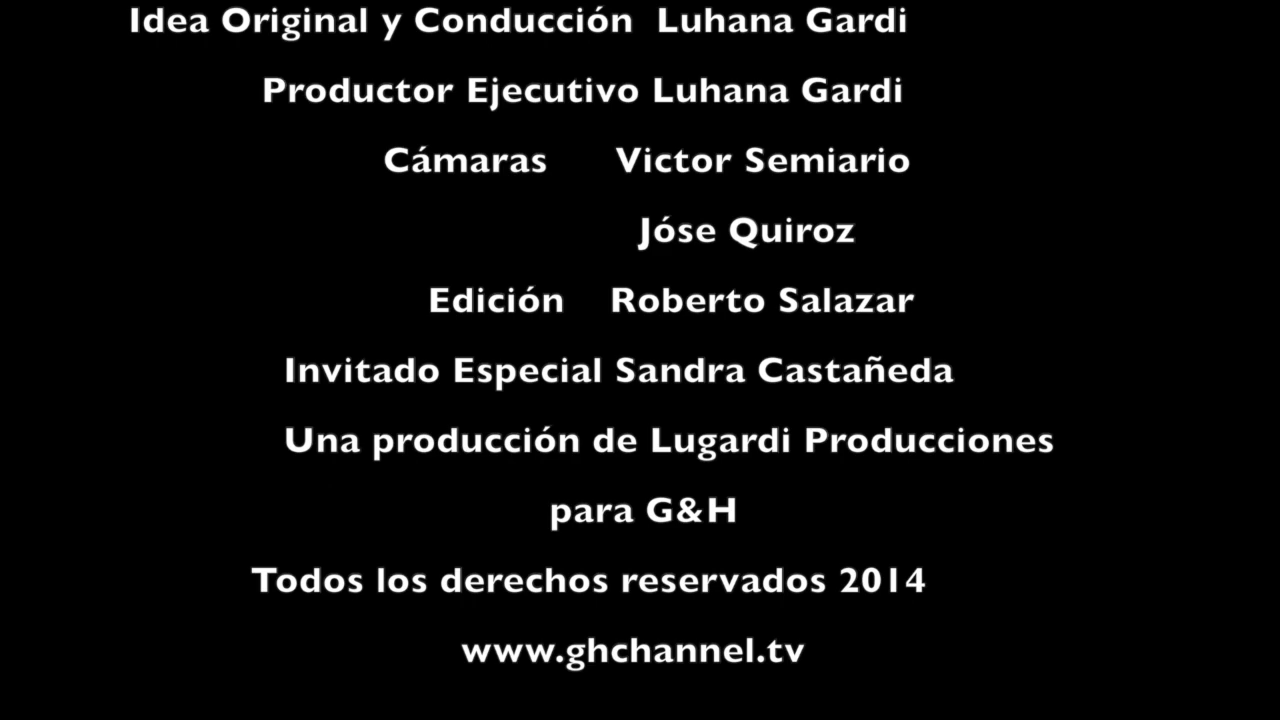 Idea Original y Conducción Luhana Gardi
Productor Ejecutivo Luhana Gardi
Cámaras Victor Semiario
Jóse Quiroz
Edición Roberto Salazar
Invitado Especial Sandra Castañeda
Una producción de Lugardi Producciones
para G&H
Todos los derechos reservados 2014
www.ghchannel.tv